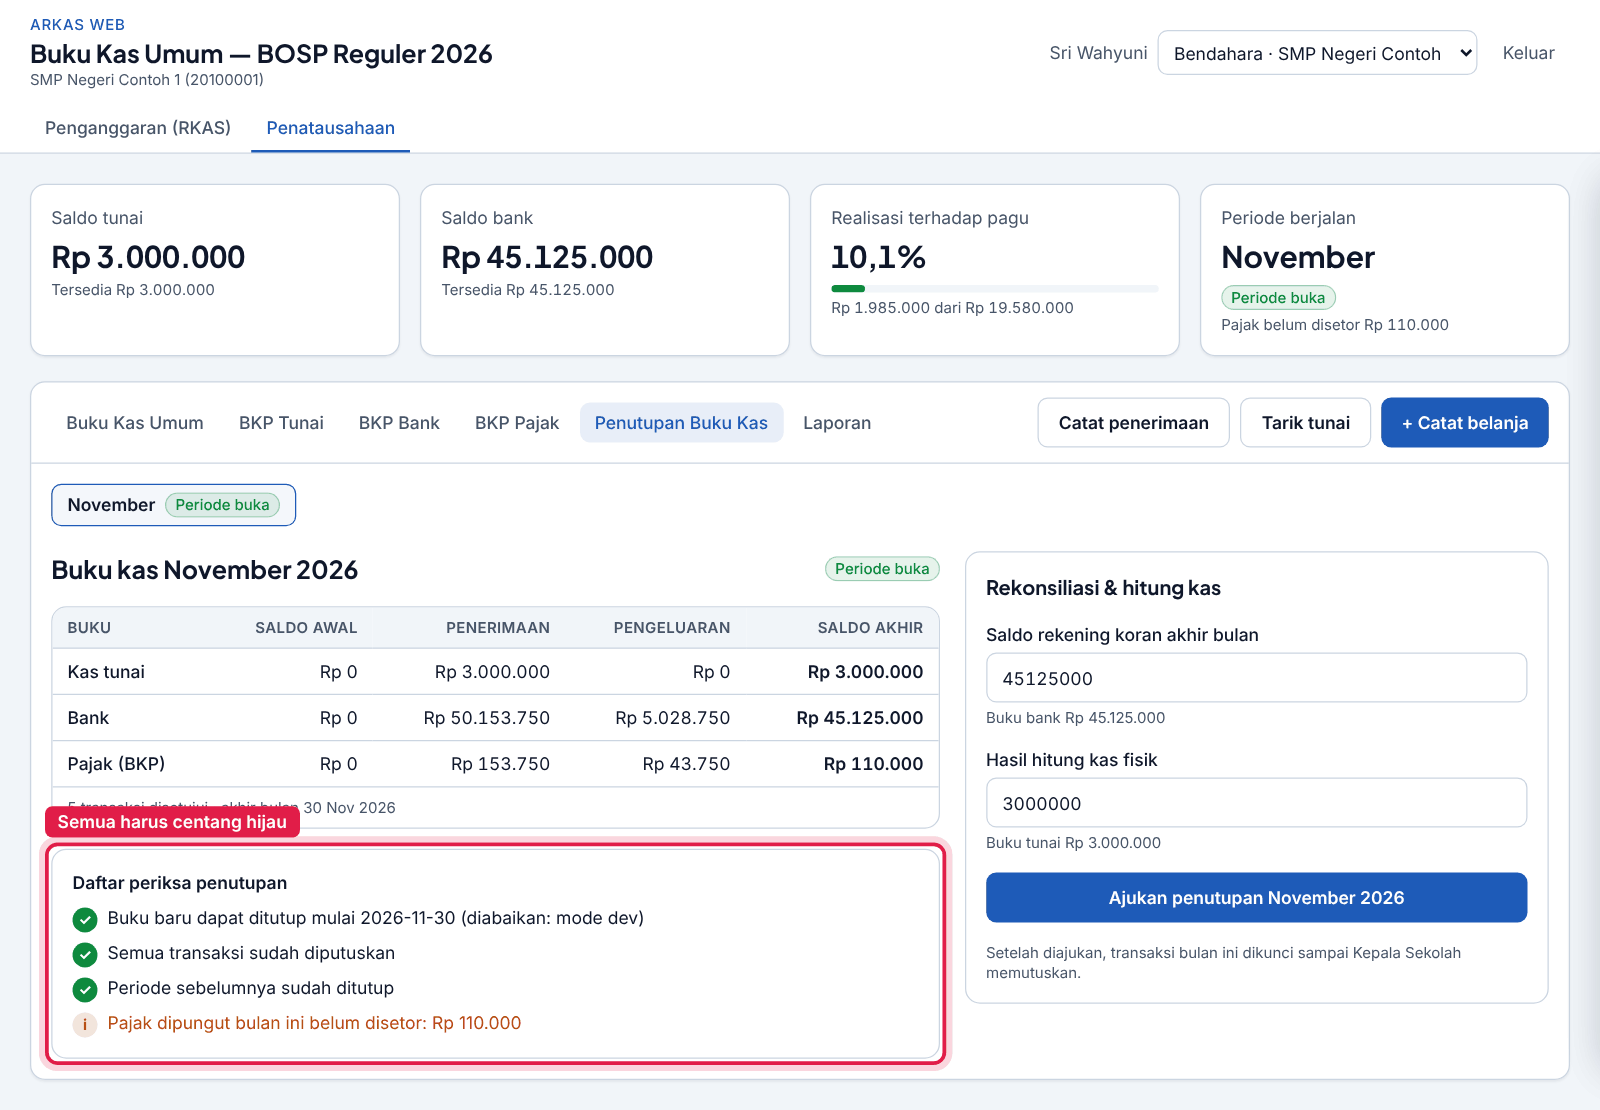 ARKAS WEB
Buku Kas Umum — BOSP Reguler 2026
SMP Negeri Contoh 1 (20100001)
Sri Wahyuni
Bendahara · SMP Negeri Contoh
Keluar
Penganggaran (RKAS)
Penatausahaan
Saldo tunai
Rp 3.000.000
Tersedia Rp 3.000.000
Saldo bank
Rp 45.125.000
Tersedia Rp 45.125.000
Realisasi terhadap pagu
10,1%
Rp 1.985.000 dari Rp 19.580.000
Periode berjalan
November
Periode buka
Pajak belum disetor Rp 110.000
Buku Kas Umum
BKP Tunai
BKP Bank
BKP Pajak
Penutupan Buku Kas
Laporan
Catat penerimaan
Tarik tunai
+ Catat belanja
November Periode buka
Buku kas November 2026
Periode buka
BUKU SALDO AWAL PENERIMAAN PENGELUARAN SALDO AKHIR
Kas tunai Rp 0 Rp 3.000.000 Rp 0 Rp 3.000.000
Bank Rp 0 Rp 50.153.750 Rp 5.028.750 Rp 45.125.000
Pajak (BKP) Rp 0 Rp 153.750 Rp 43.750 Rp 110.000
30 Nov 2026
Semua harus centang hijau
Daftar periksa penutupan
Buku baru dapat ditutup mulai 2026-11-30 (diabaikan: mode dev)
Semua transaksi sudah diputuskan
Periode sebelumnya sudah ditutup
i Pajak dipungut bulan ini belum disetor: Rp 110.000
Rekonsiliasi & hitung kas
Saldo rekening koran akhir bulan
45125000
Buku bank Rp 45.125.000
Hasil hitung kas fisik
3000000
Buku tunai Rp 3.000.000
Ajukan penutupan November 2026
Setelah diajukan, transaksi bulan ini dikunci sampai Kepala Sekolah
memutuskan.